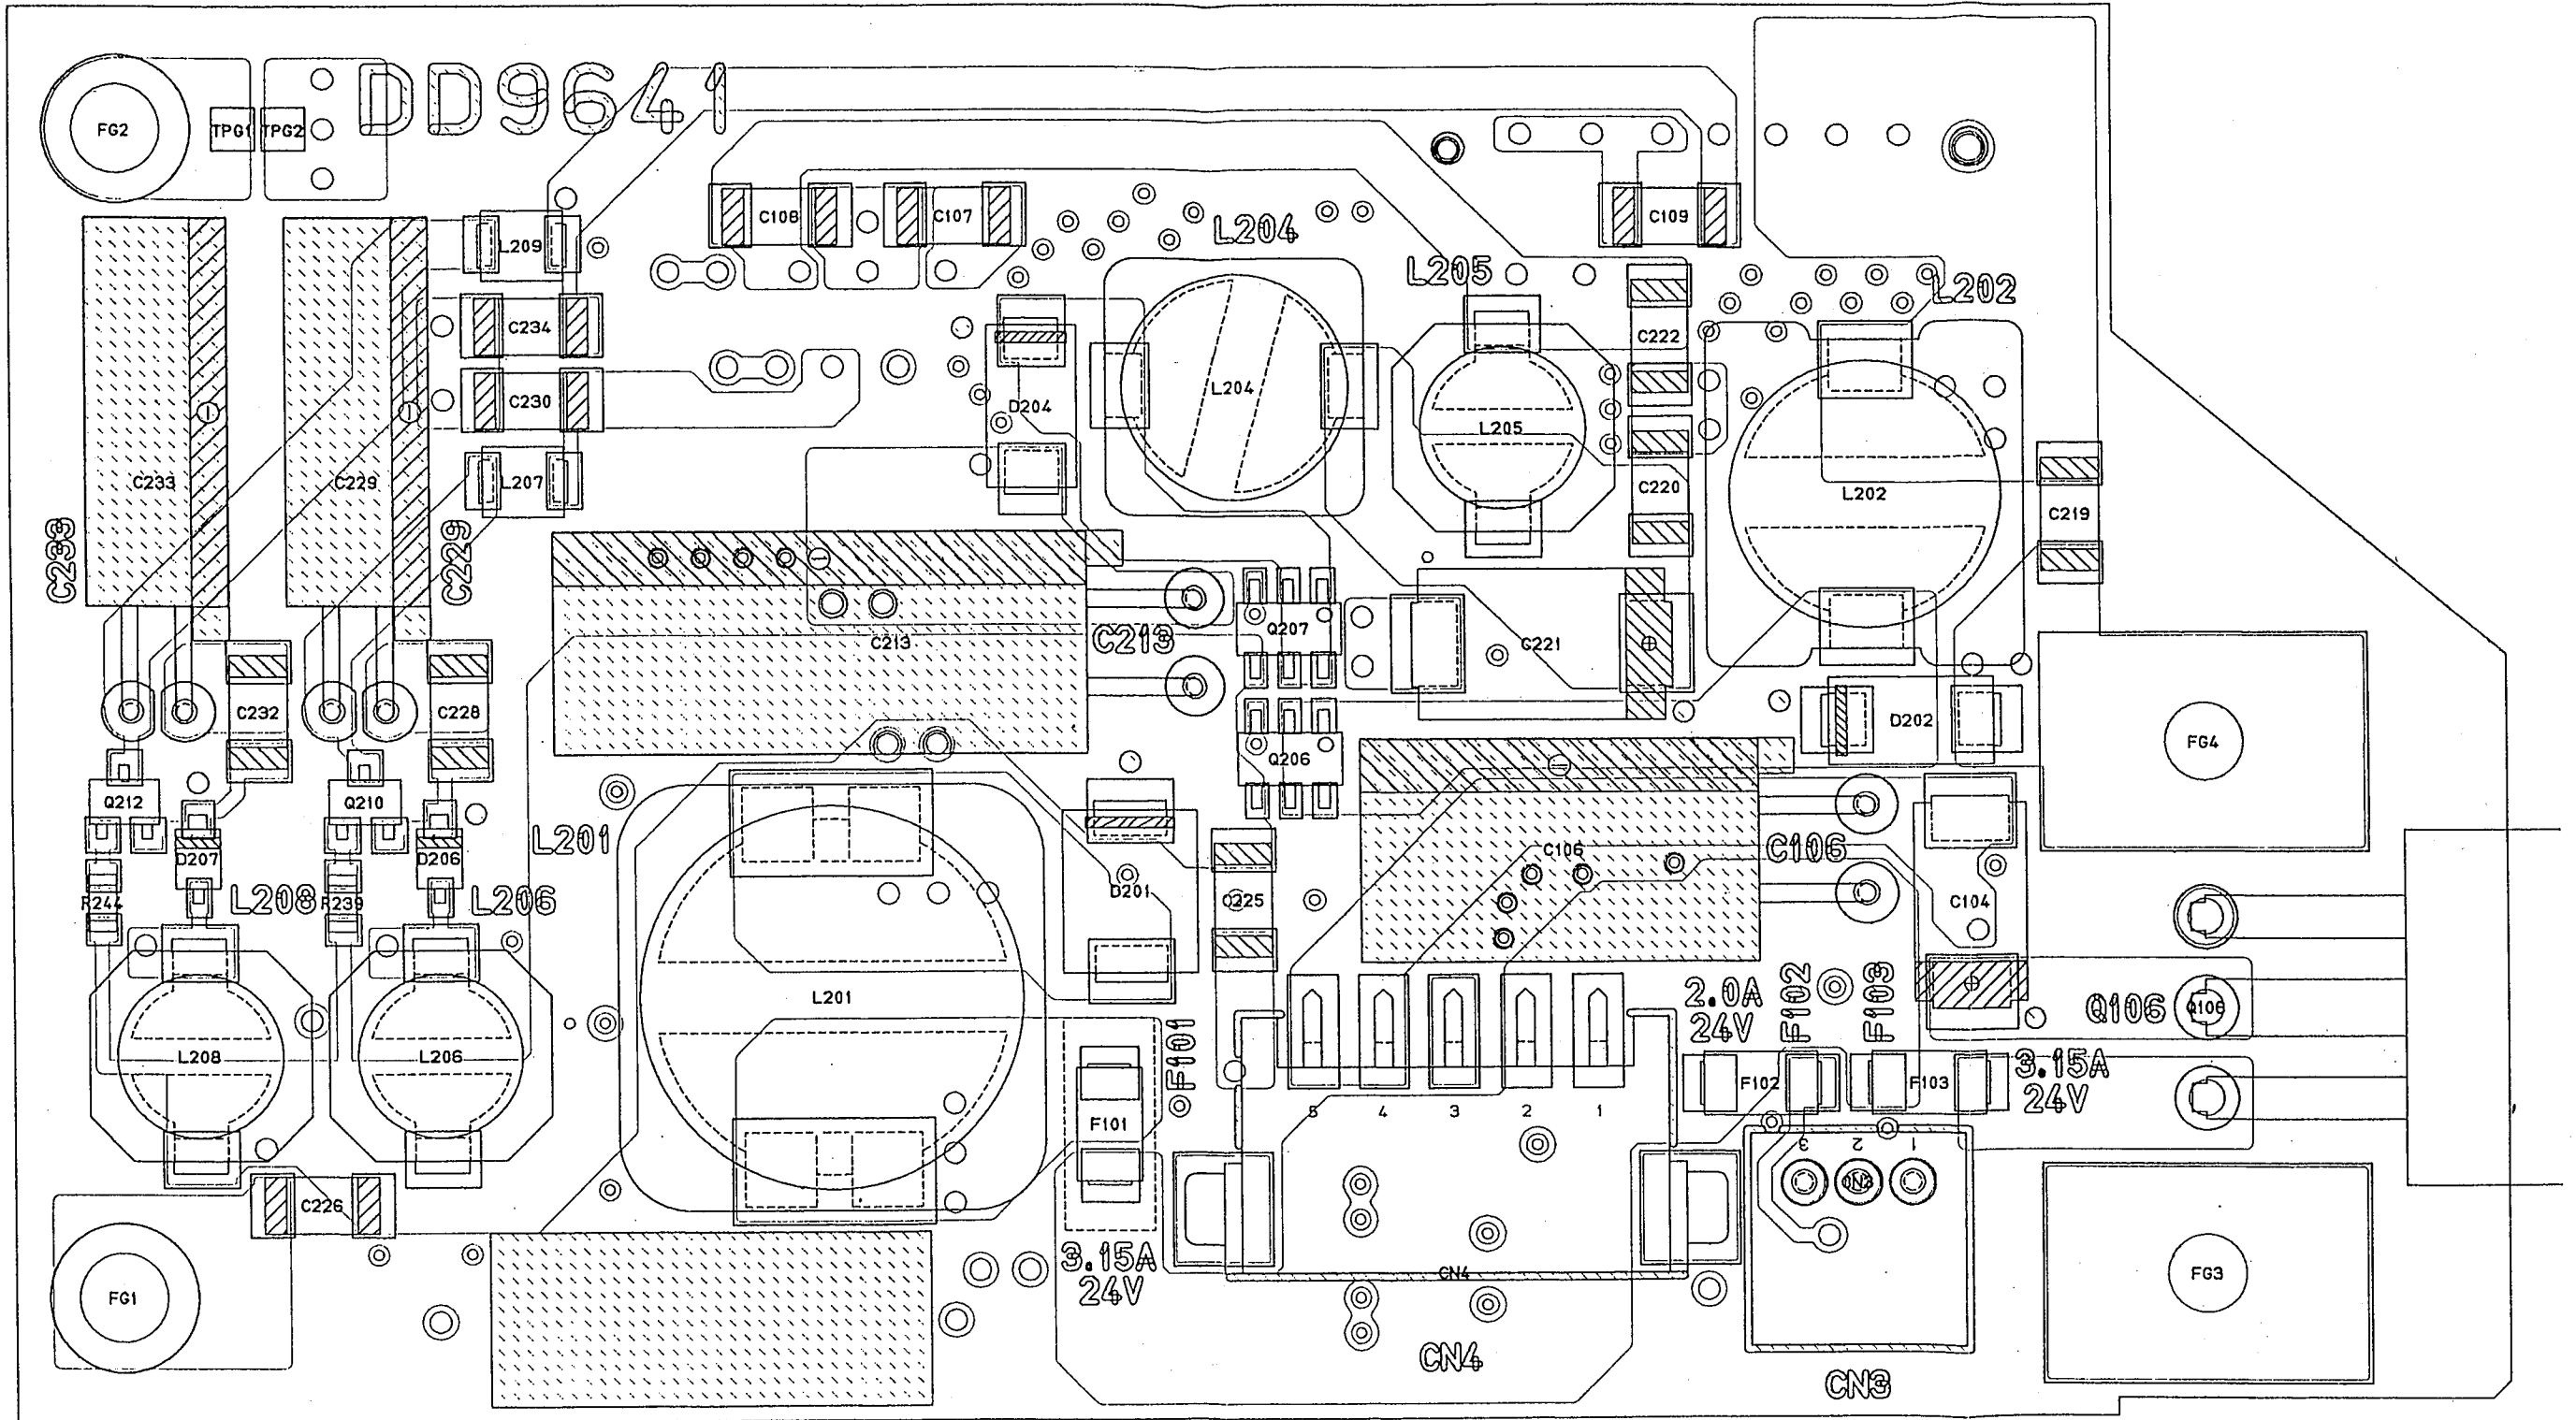 DD9641
FG2
TPG1
TPG2
C108
C107
C109
L204
L209
L205
L202
C234
C222
C230
D204
L204
L205
C233
C229
L207
C220
L202
C219
C233
C229
C213
C213
Q207
C221
C232
C228
D202
FG4
Q206
Q212
Q210
L201
D207
D206
C106
C106
D201
R244
L208
R239
L206
C225
C104
L201
2.0A
24V
F102
F103
Q106
Q106
L208
L206
F101
F102
F103
3.15A
24V
5 4 3 2 1
F101
3 2 1
CN3
C226
3.15A
24V
CN4
FG1
FG3
CN4
CN3